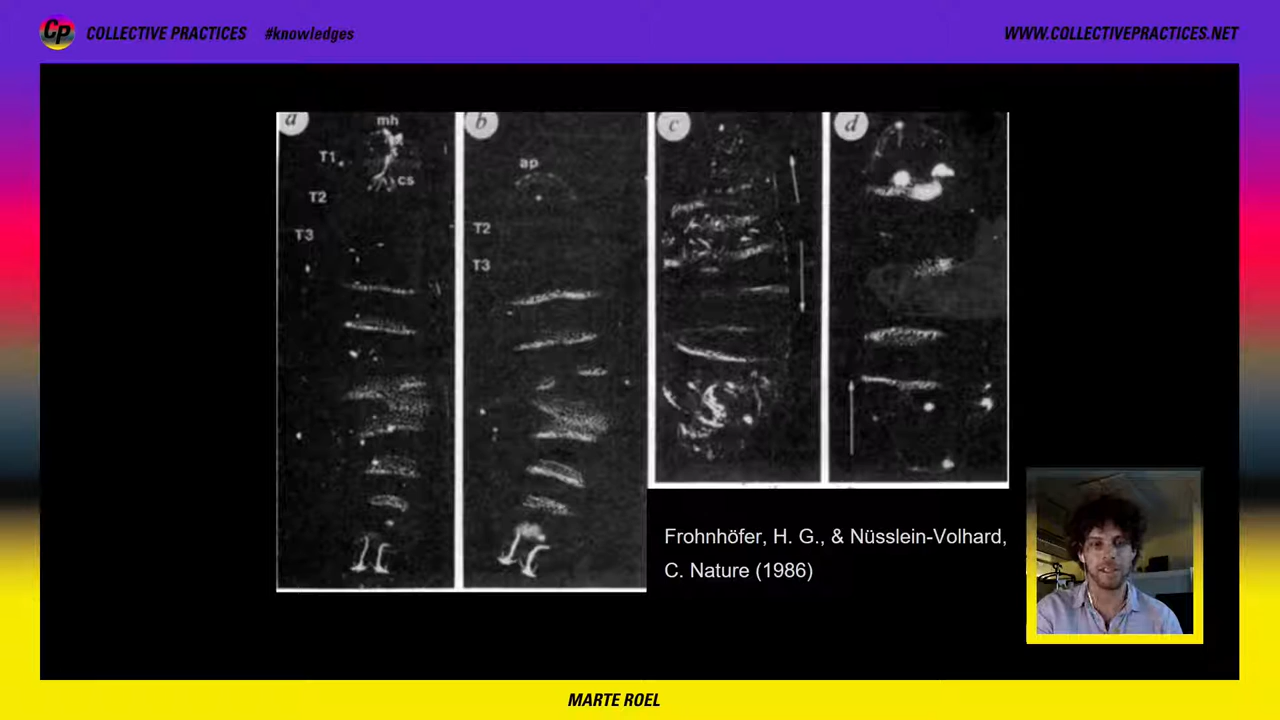 Cp COLLECTIVE PRACTICES #knowledges WWW.COLLECTIVEPRACTICES.NET
a b c d
mh
T1
cs
T2
T3
ap
T2
T3
Frohnhöfer, H. G., & Nüsslein-Volhard,
C. Nature (1986)
MARTE ROEL